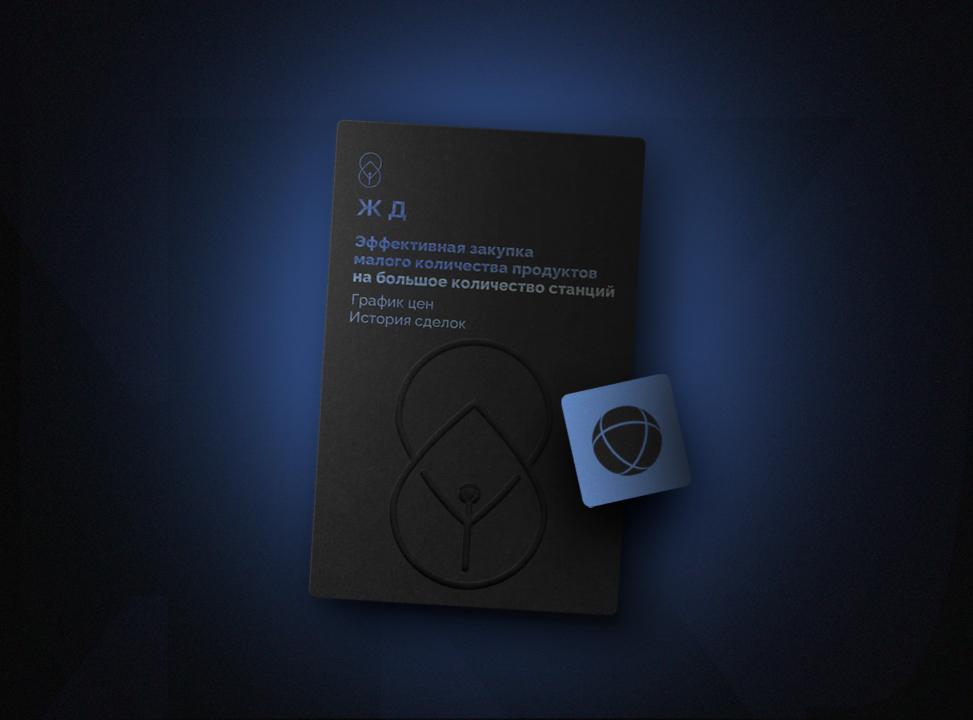 Ж Д
Эффективная закупка
малого количества продуктов
на большое количество станций
График цен
История сделок